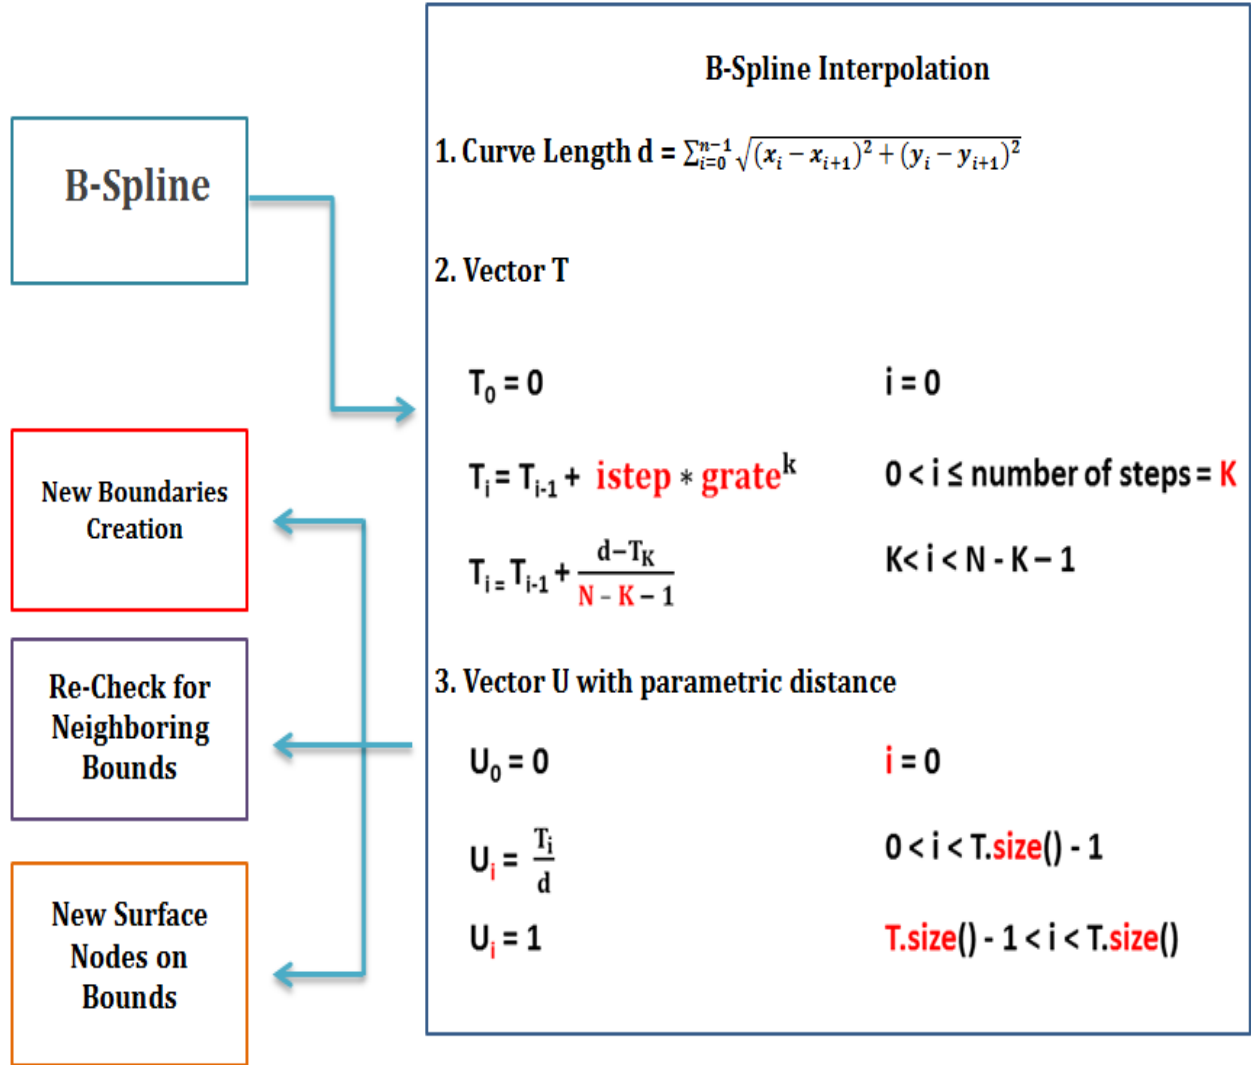 B-Spline
New Boundaries
Creation
Re-Check for
Neighboring
Bounds
New Surface
Nodes on
Bounds
B-Spline Interpolation
1. Curve Length d = ∑_{i=0}^{n−1} √((x_i − x_{i+1})² + (y_i − y_{i+1})²)
2. Vector T
T₀ = 0 i = 0
T_i = T_{i-1} + istep * grate^k 0 < i ≤ number of steps = K
T_i = T_{i-1} + (d−T_K)/(N – K – 1) K< i < N - K – 1
3. Vector U with parametric distance
U₀ = 0 i = 0
U_i = T_i/d 0 < i < T.size() - 1
U_i = 1 T.size() - 1 < i < T.size()